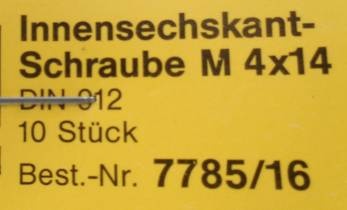 Innensechskant-
Schraube M 4x14
DIN 912
10 Stück
Best.-Nr. 7785/16